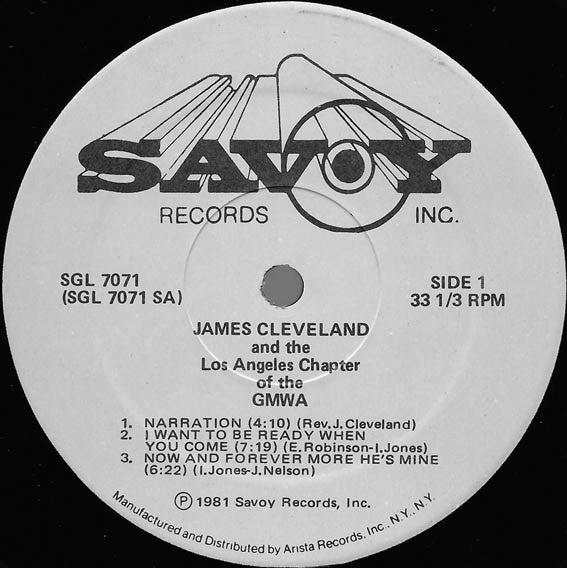 SAVOY
RECORDS INC.
SGL 7071
(SGL 7071 SA)
SIDE 1
33 1/3 RPM
JAMES CLEVELAND
and the
Los Angeles Chapter
of the
GMWA
1. NARRATION (4:10) (Rev.J.Cleveland)
2. I WANT TO BE READY WHEN
YOU COME (7:19) (E.Robinson-I.Jones)
3. NOW AND FOREVER MORE HE'S MINE
(6:22) (I.Jones-J.Nelson)
Ⓟ 1981 Savoy Records, Inc.
Manufactured and Distributed by Arista Records, Inc., N.Y., N.Y.